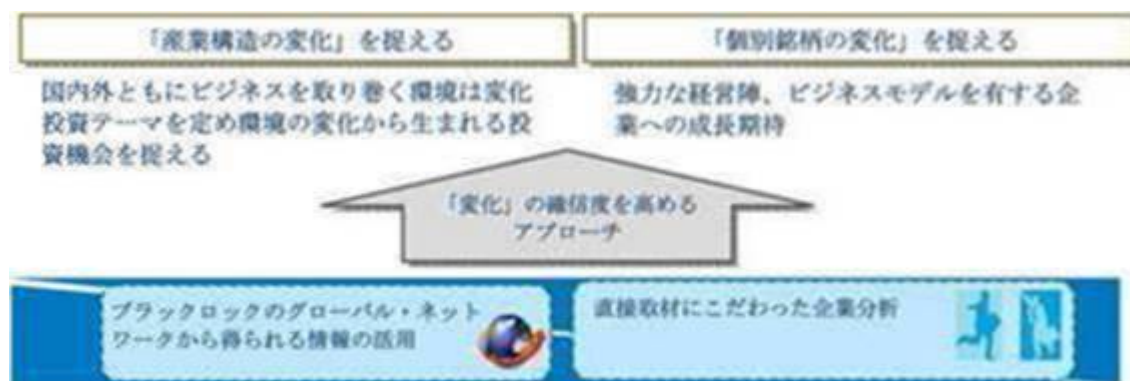 「産業構造の変化」を捉える
「個別銘柄の変化」を捉える
国内外ともにビジネスを取り巻く環境は変化
投資テーマを定め環境の変化から生まれる投
資機会を捉える
強力な経営陣、ビジネスモデルを有する企
業への成長期待
「変化」の確信度を高める
アプローチ
ブラックロックのグローバル・ネット
ワークから得られる情報の活用
直接取材にこだわった企業分析